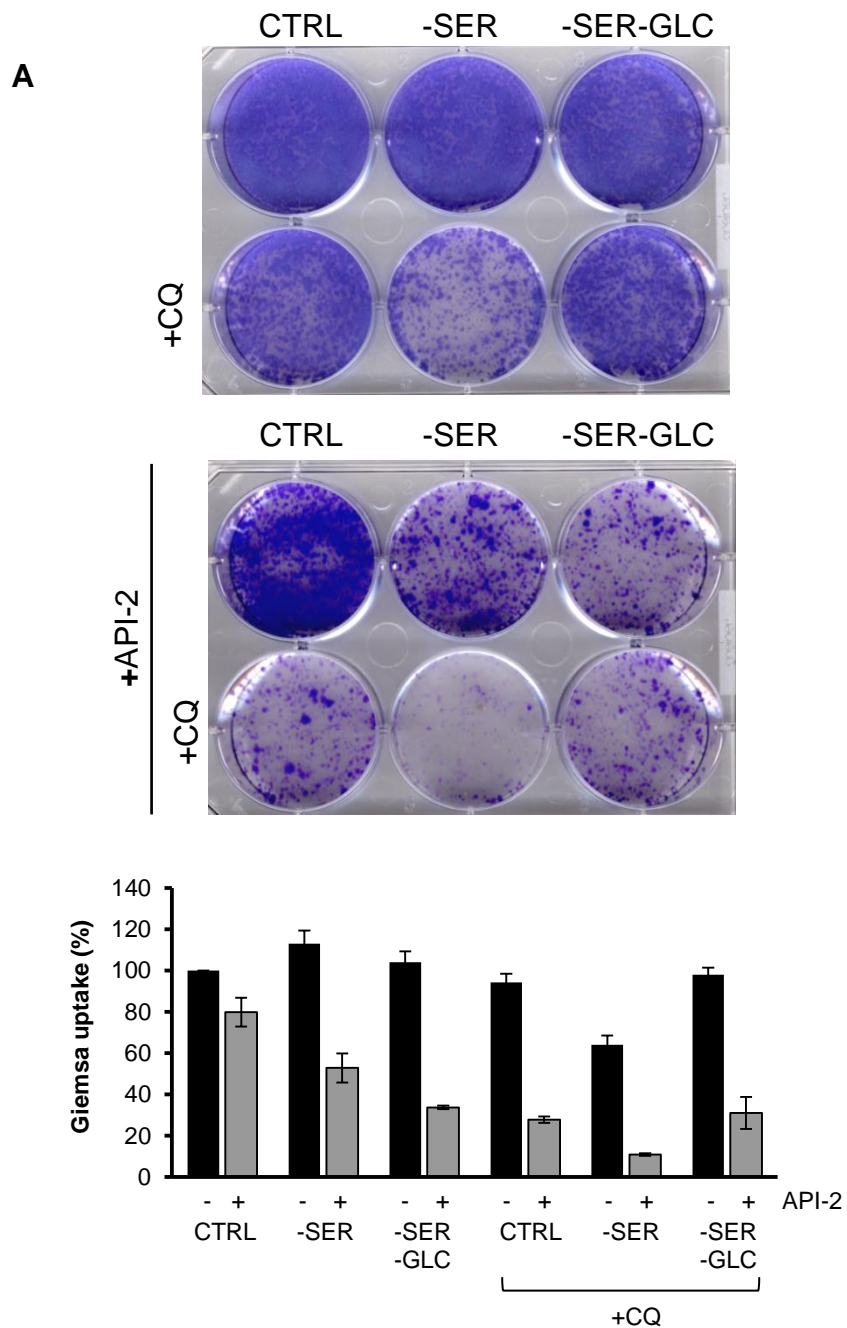 A
CTRL -SER -SER-GLC
+CQ
CTRL -SER -SER-GLC
+API-2
+CQ
Giemsa uptake (%)
140
120
100
80
60
40
20
0
- + - + - + - + - + - + API-2
CTRL -SER -SER CTRL -SER -SER
-GLC -GLC
+CQ